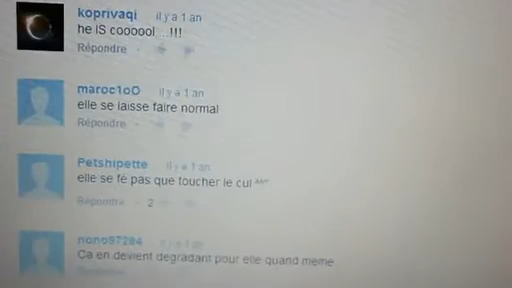 koprivaqi il y a 1 an
he IS coooool....!!!
Répondre
maroc1oO il y a 1 an
elle se laisse faire normal
Répondre
Petshipette il y a 1 an
elle se fé pas que toucher le cul ^^"
Répondre 2
nono97284 il y a 1 an
Ca en devient degradant pour elle quand meme